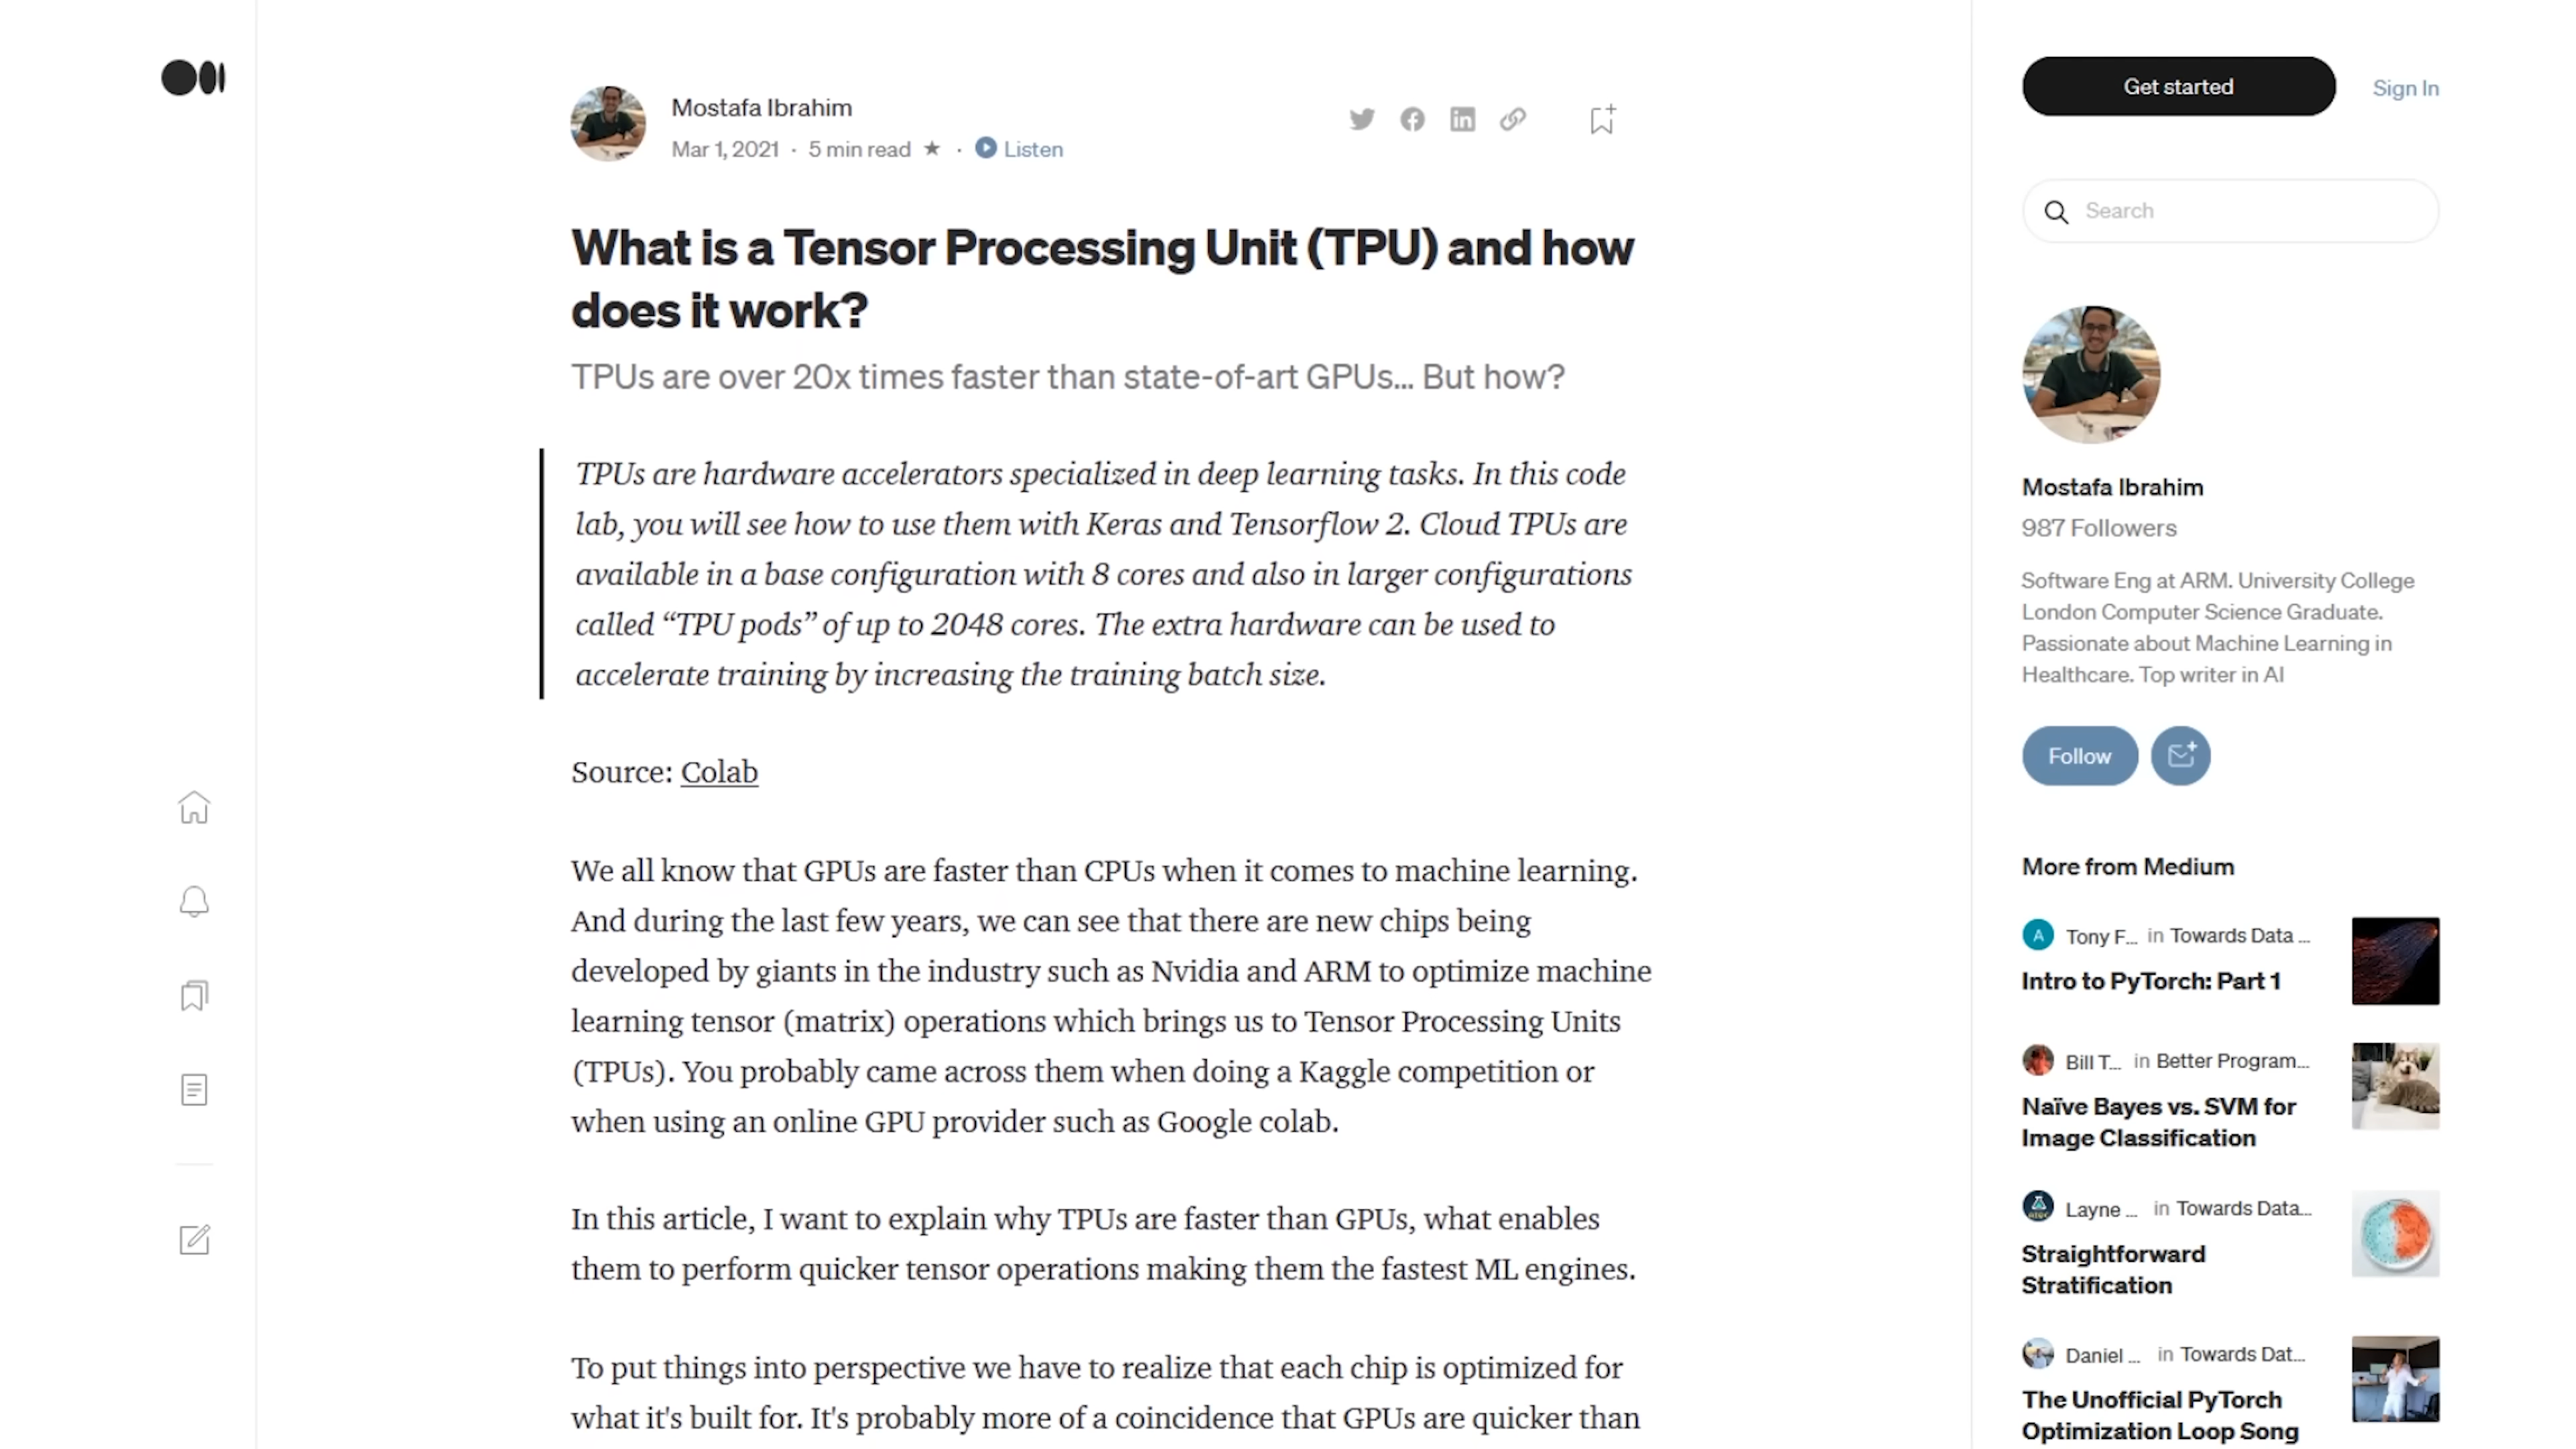 Mostafa Ibrahim
Mar 1, 2021 · 5 min read ★ · Listen
What is a Tensor Processing Unit (TPU) and how
does it work?
TPUs are over 20x times faster than state-of-art GPUs... But how?
TPUs are hardware accelerators specialized in deep learning tasks. In this code
lab, you will see how to use them with Keras and Tensorflow 2. Cloud TPUs are
available in a base configuration with 8 cores and also in larger configurations
called “TPU pods” of up to 2048 cores. The extra hardware can be used to
accelerate training by increasing the training batch size.
Source: Colab
We all know that GPUs are faster than CPUs when it comes to machine learning.
And during the last few years, we can see that there are new chips being
developed by giants in the industry such as Nvidia and ARM to optimize machine
learning tensor (matrix) operations which brings us to Tensor Processing Units
(TPUs). You probably came across them when doing a Kaggle competition or
when using an online GPU provider such as Google colab.
In this article, I want to explain why TPUs are faster than GPUs, what enables
them to perform quicker tensor operations making them the fastest ML engines.
To put things into perspective we have to realize that each chip is optimized for
what it's built for. It's probably more of a coincidence that GPUs are quicker than
Get started
Sign In
Search
Mostafa Ibrahim
987 Followers
Software Eng at ARM. University College
London Computer Science Graduate.
Passionate about Machine Learning in
Healthcare. Top writer in AI
Follow
More from Medium
A Tony F... in Towards Data ...
Intro to PyTorch: Part 1
Bill T... in Better Program...
Naïve Bayes vs. SVM for
Image Classification
Layne ... in Towards Data...
Straightforward
Stratification
Daniel ... in Towards Dat...
The Unofficial PyTorch
Optimization Loop Song